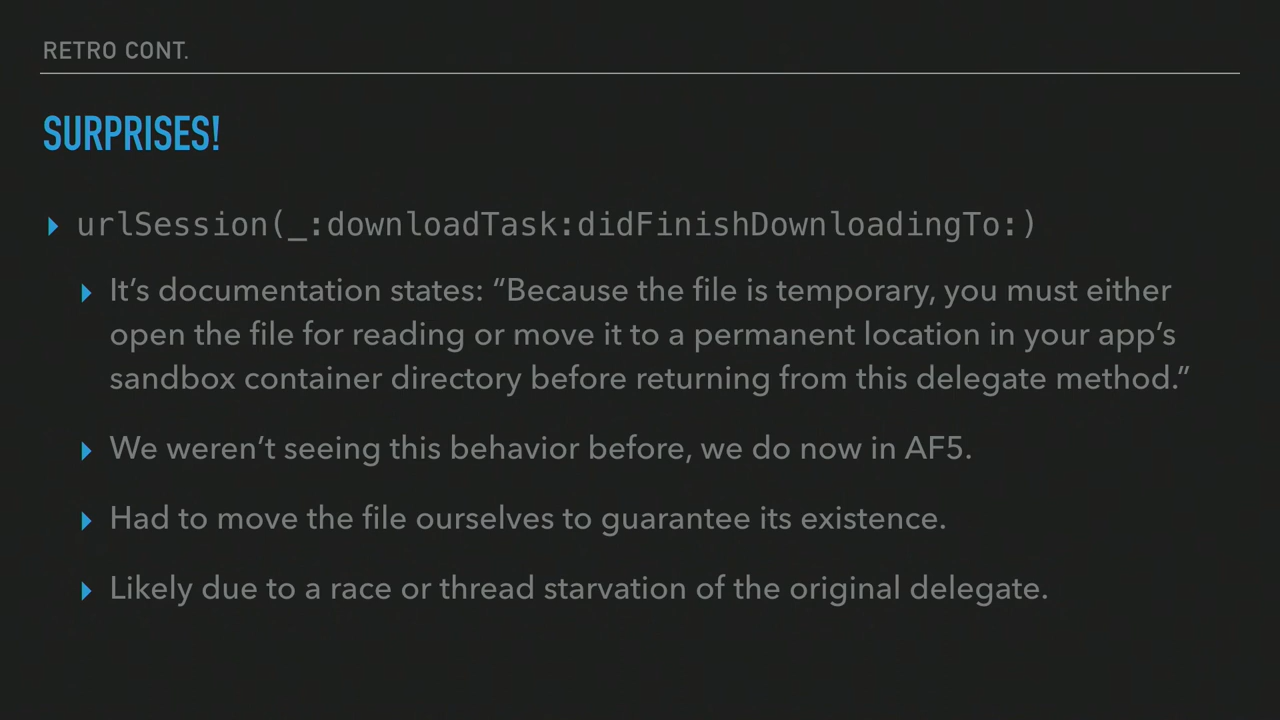 RETRO CONT.
SURPRISES!
urlSession(_:downloadTask:didFinishDownloadingTo:)
It’s documentation states: “Because the file is temporary, you must either
open the file for reading or move it to a permanent location in your app’s
sandbox container directory before returning from this delegate method.”
We weren’t seeing this behavior before, we do now in AF5.
Had to move the file ourselves to guarantee its existence.
Likely due to a race or thread starvation of the original delegate.